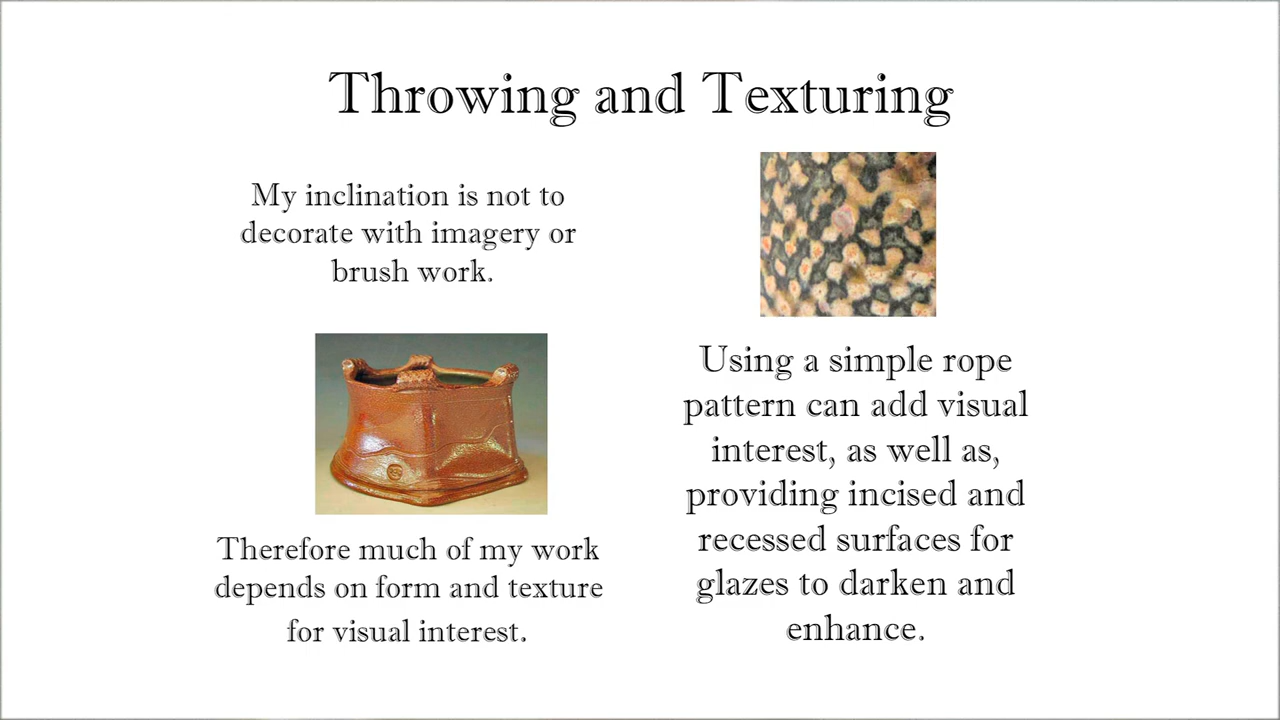 Throwing and Texturing
My inclination is not to
decorate with imagery or
brush work.
Therefore much of my work
depends on form and texture
for visual interest.
Using a simple rope
pattern can add visual
interest, as well as,
providing incised and
recessed surfaces for
glazes to darken and
enhance.